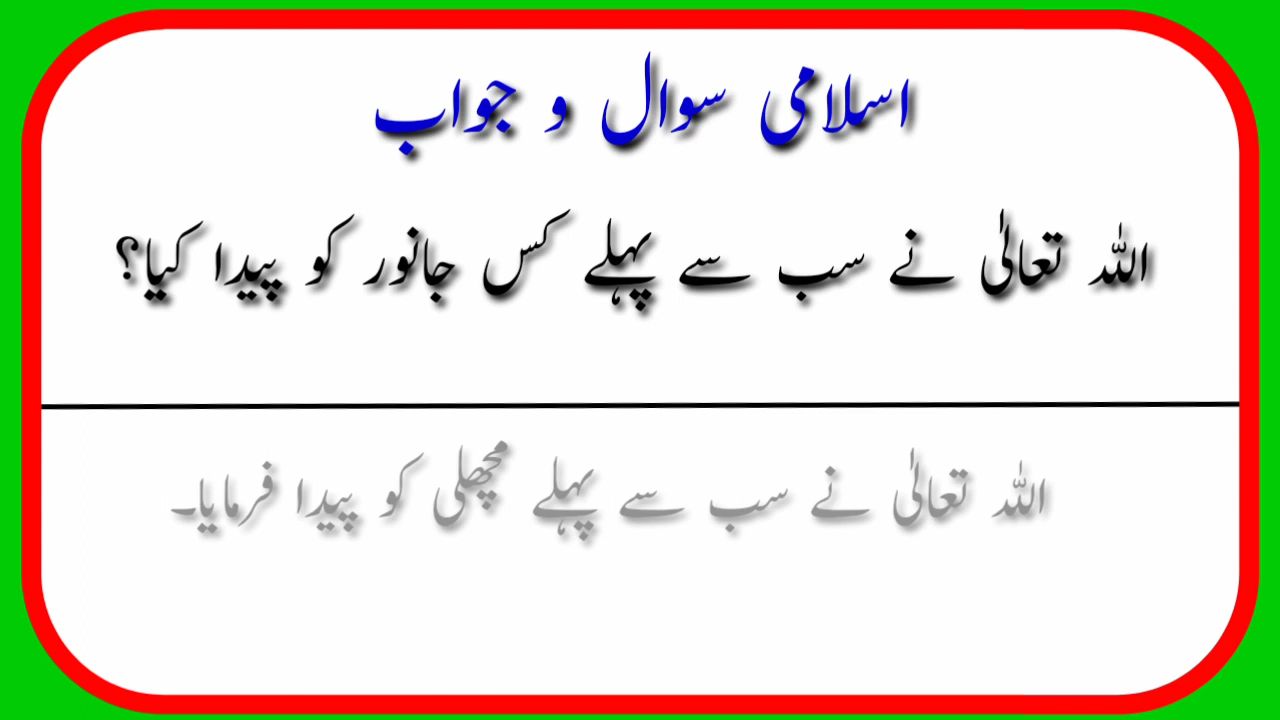 اسلامی سوال و جواب
اللہ تعالیٰ نے سب سے پہلے کس جانور کو پیدا کیا؟
اللہ تعالیٰ نے سب سے پہلے مچھلی کو پیدا فرمایا۔